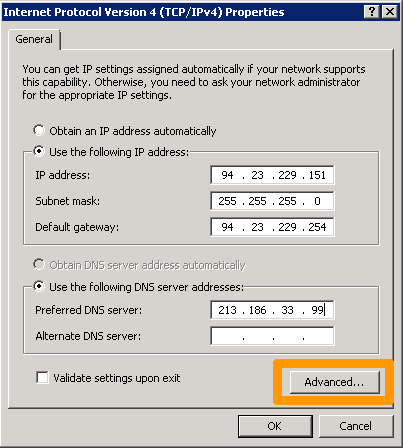 Internet Protocol Version 4 (TCP/IPv4) Properties
General
You can get IP settings assigned automatically if your network supports
this capability. Otherwise, you need to ask your network administrator
for the appropriate IP settings.
Obtain an IP address automatically
Use the following IP address:
IP address: 94 . 23 . 229 . 151
Subnet mask: 255 . 255 . 255 . 0
Default gateway: 94 . 23 . 229 . 254
Obtain DNS server address automatically
Use the following DNS server addresses:
Preferred DNS server: 213 . 186 . 33 . 99
Alternate DNS server: . . .
Validate settings upon exit
Advanced...
OK Cancel